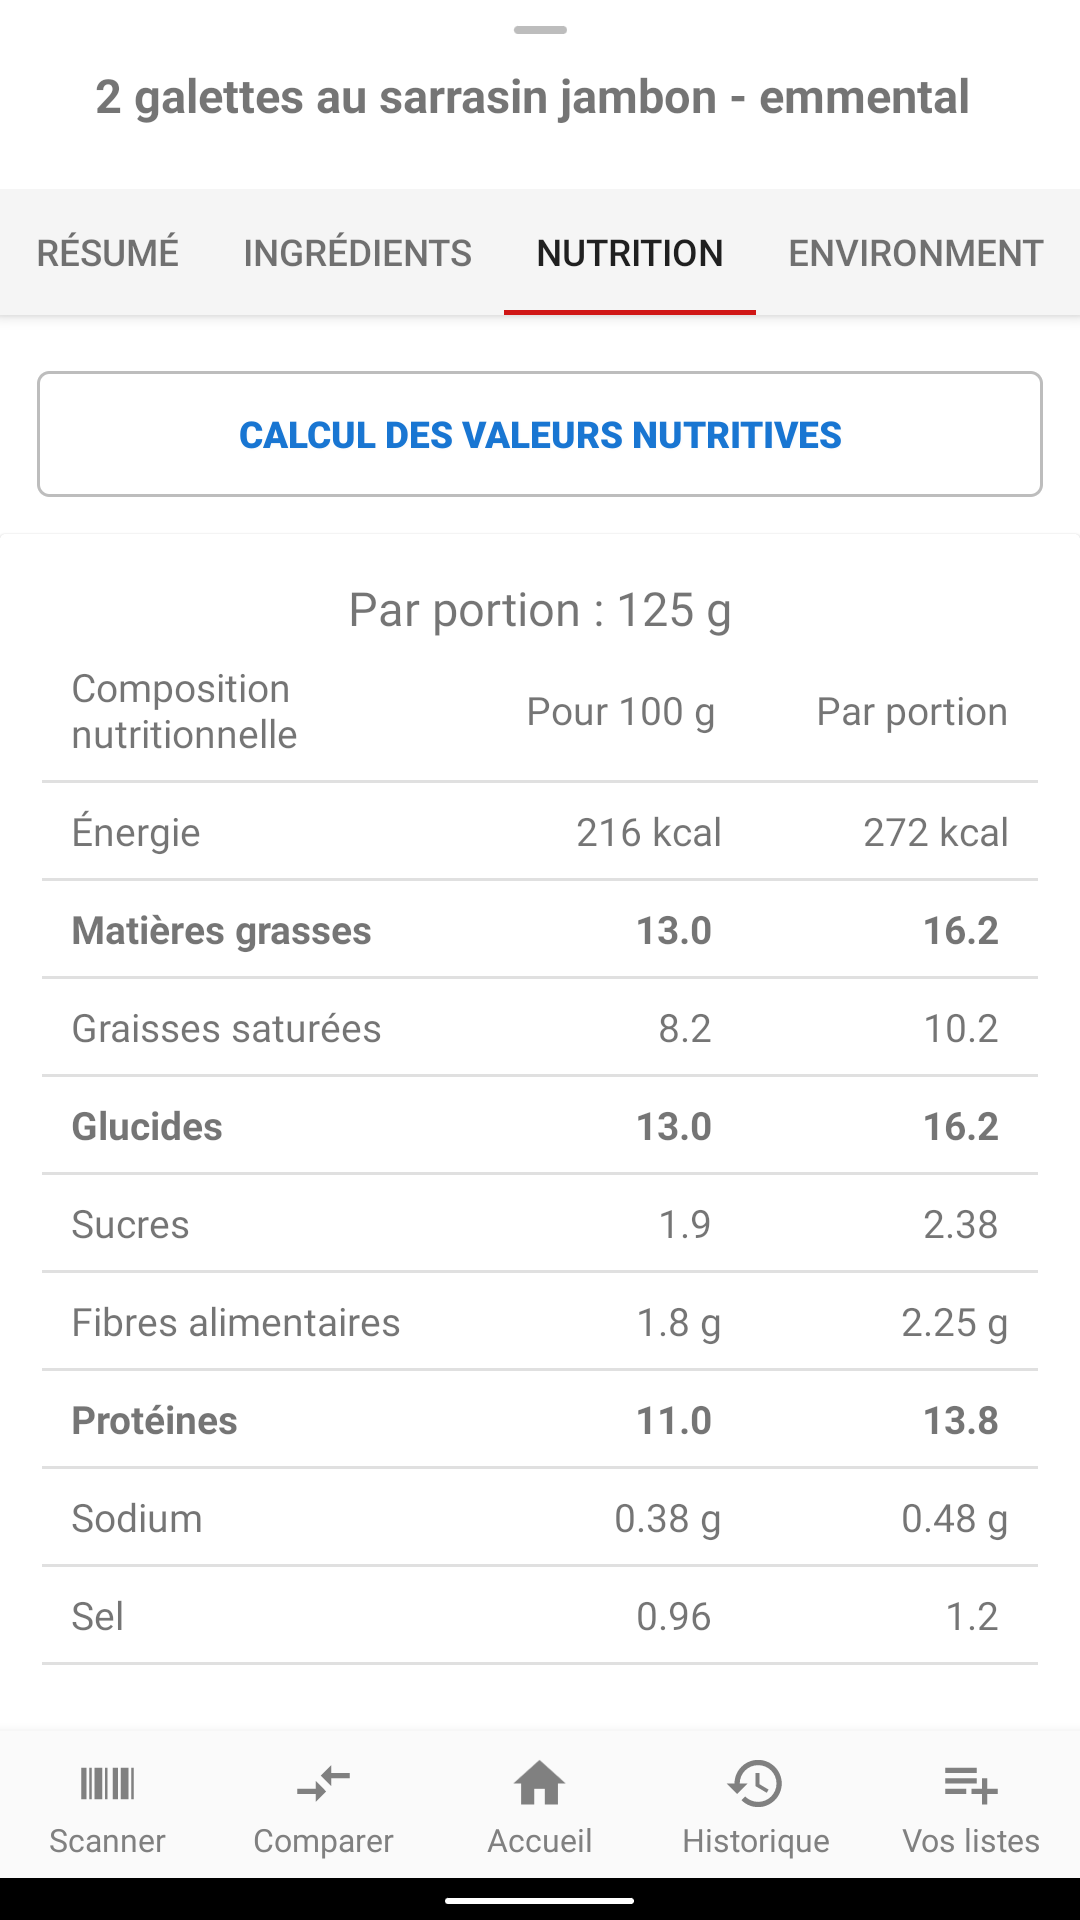 2 galettes au sarrasin jambon - emmental
RÉSUMÉ INGRÉDIENTS NUTRITION ENVIRONMENT
CALCUL DES VALEURS NUTRITIVES
Par portion : 125 g
Composition nutritionnelle Pour 100 g Par portion
Énergie 216 kcal 272 kcal
Matières grasses 13.0 16.2
Graisses saturées 8.2 10.2
Glucides 13.0 16.2
Sucres 1.9 2.38
Fibres alimentaires 1.8 g 2.25 g
Protéines 11.0 13.8
Sodium 0.38 g 0.48 g
Sel 0.96 1.2
Scanner Comparer Accueil Historique Vos listes